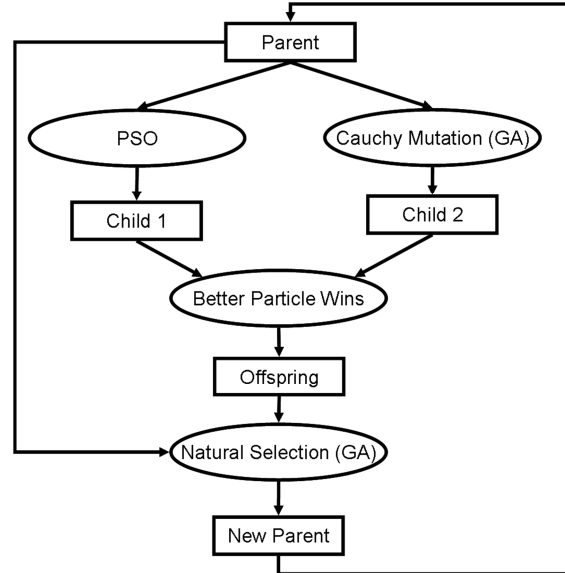 Parent
PSO
Cauchy Mutation (GA)
Child 1
Child 2
Better Particle Wins
Offspring
Natural Selection (GA)
New Parent